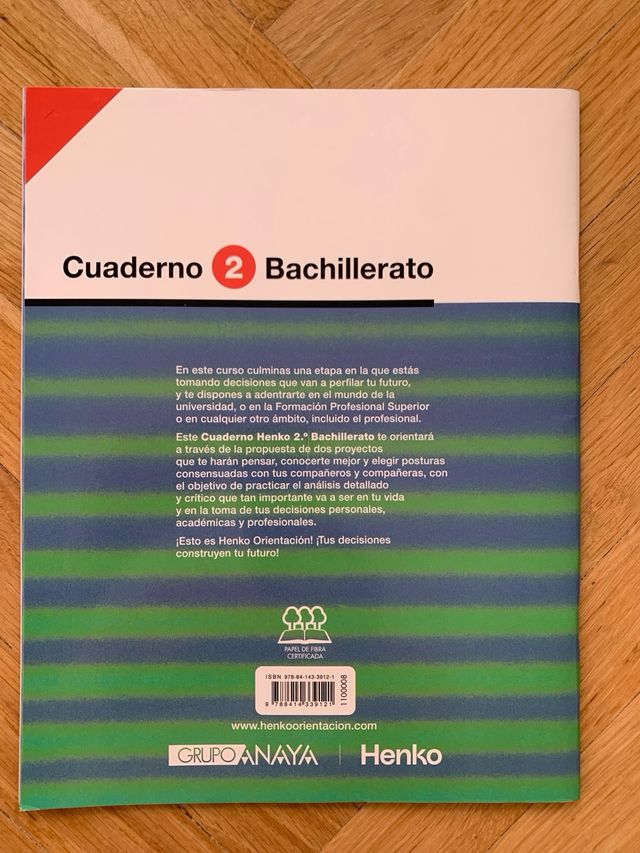 Cuaderno 2 Bachillerato
En este curso culminas una etapa en la que estás
tomando decisiones que van a perfilar tu futuro,
y te dispones a adentrarte en el mundo de la
universidad, o en la Formación Profesional Superior
o en cualquier otro ámbito, incluido el profesional.
Este Cuaderno Henko 2.º Bachillerato te orientará
a través de la propuesta de dos proyectos
que te harán pensar, conocerte mejor y elegir posturas
consensuadas con tus compañeros y compañeras, con
el objetivo de practicar el análisis detallado
y crítico que tan importante va a ser en tu vida
y en la toma de tus decisiones personales,
académicas y profesionales.
¡Esto es Henko Orientación! ¡Tus decisiones
construyen tu futuro!
PAPEL DE FIBRA
CERTIFICADA
ISBN 978-84-143-3912-1
9 788414 339121
1100008
www.henkoorientacion.com
GRUPO ANAYA Henko